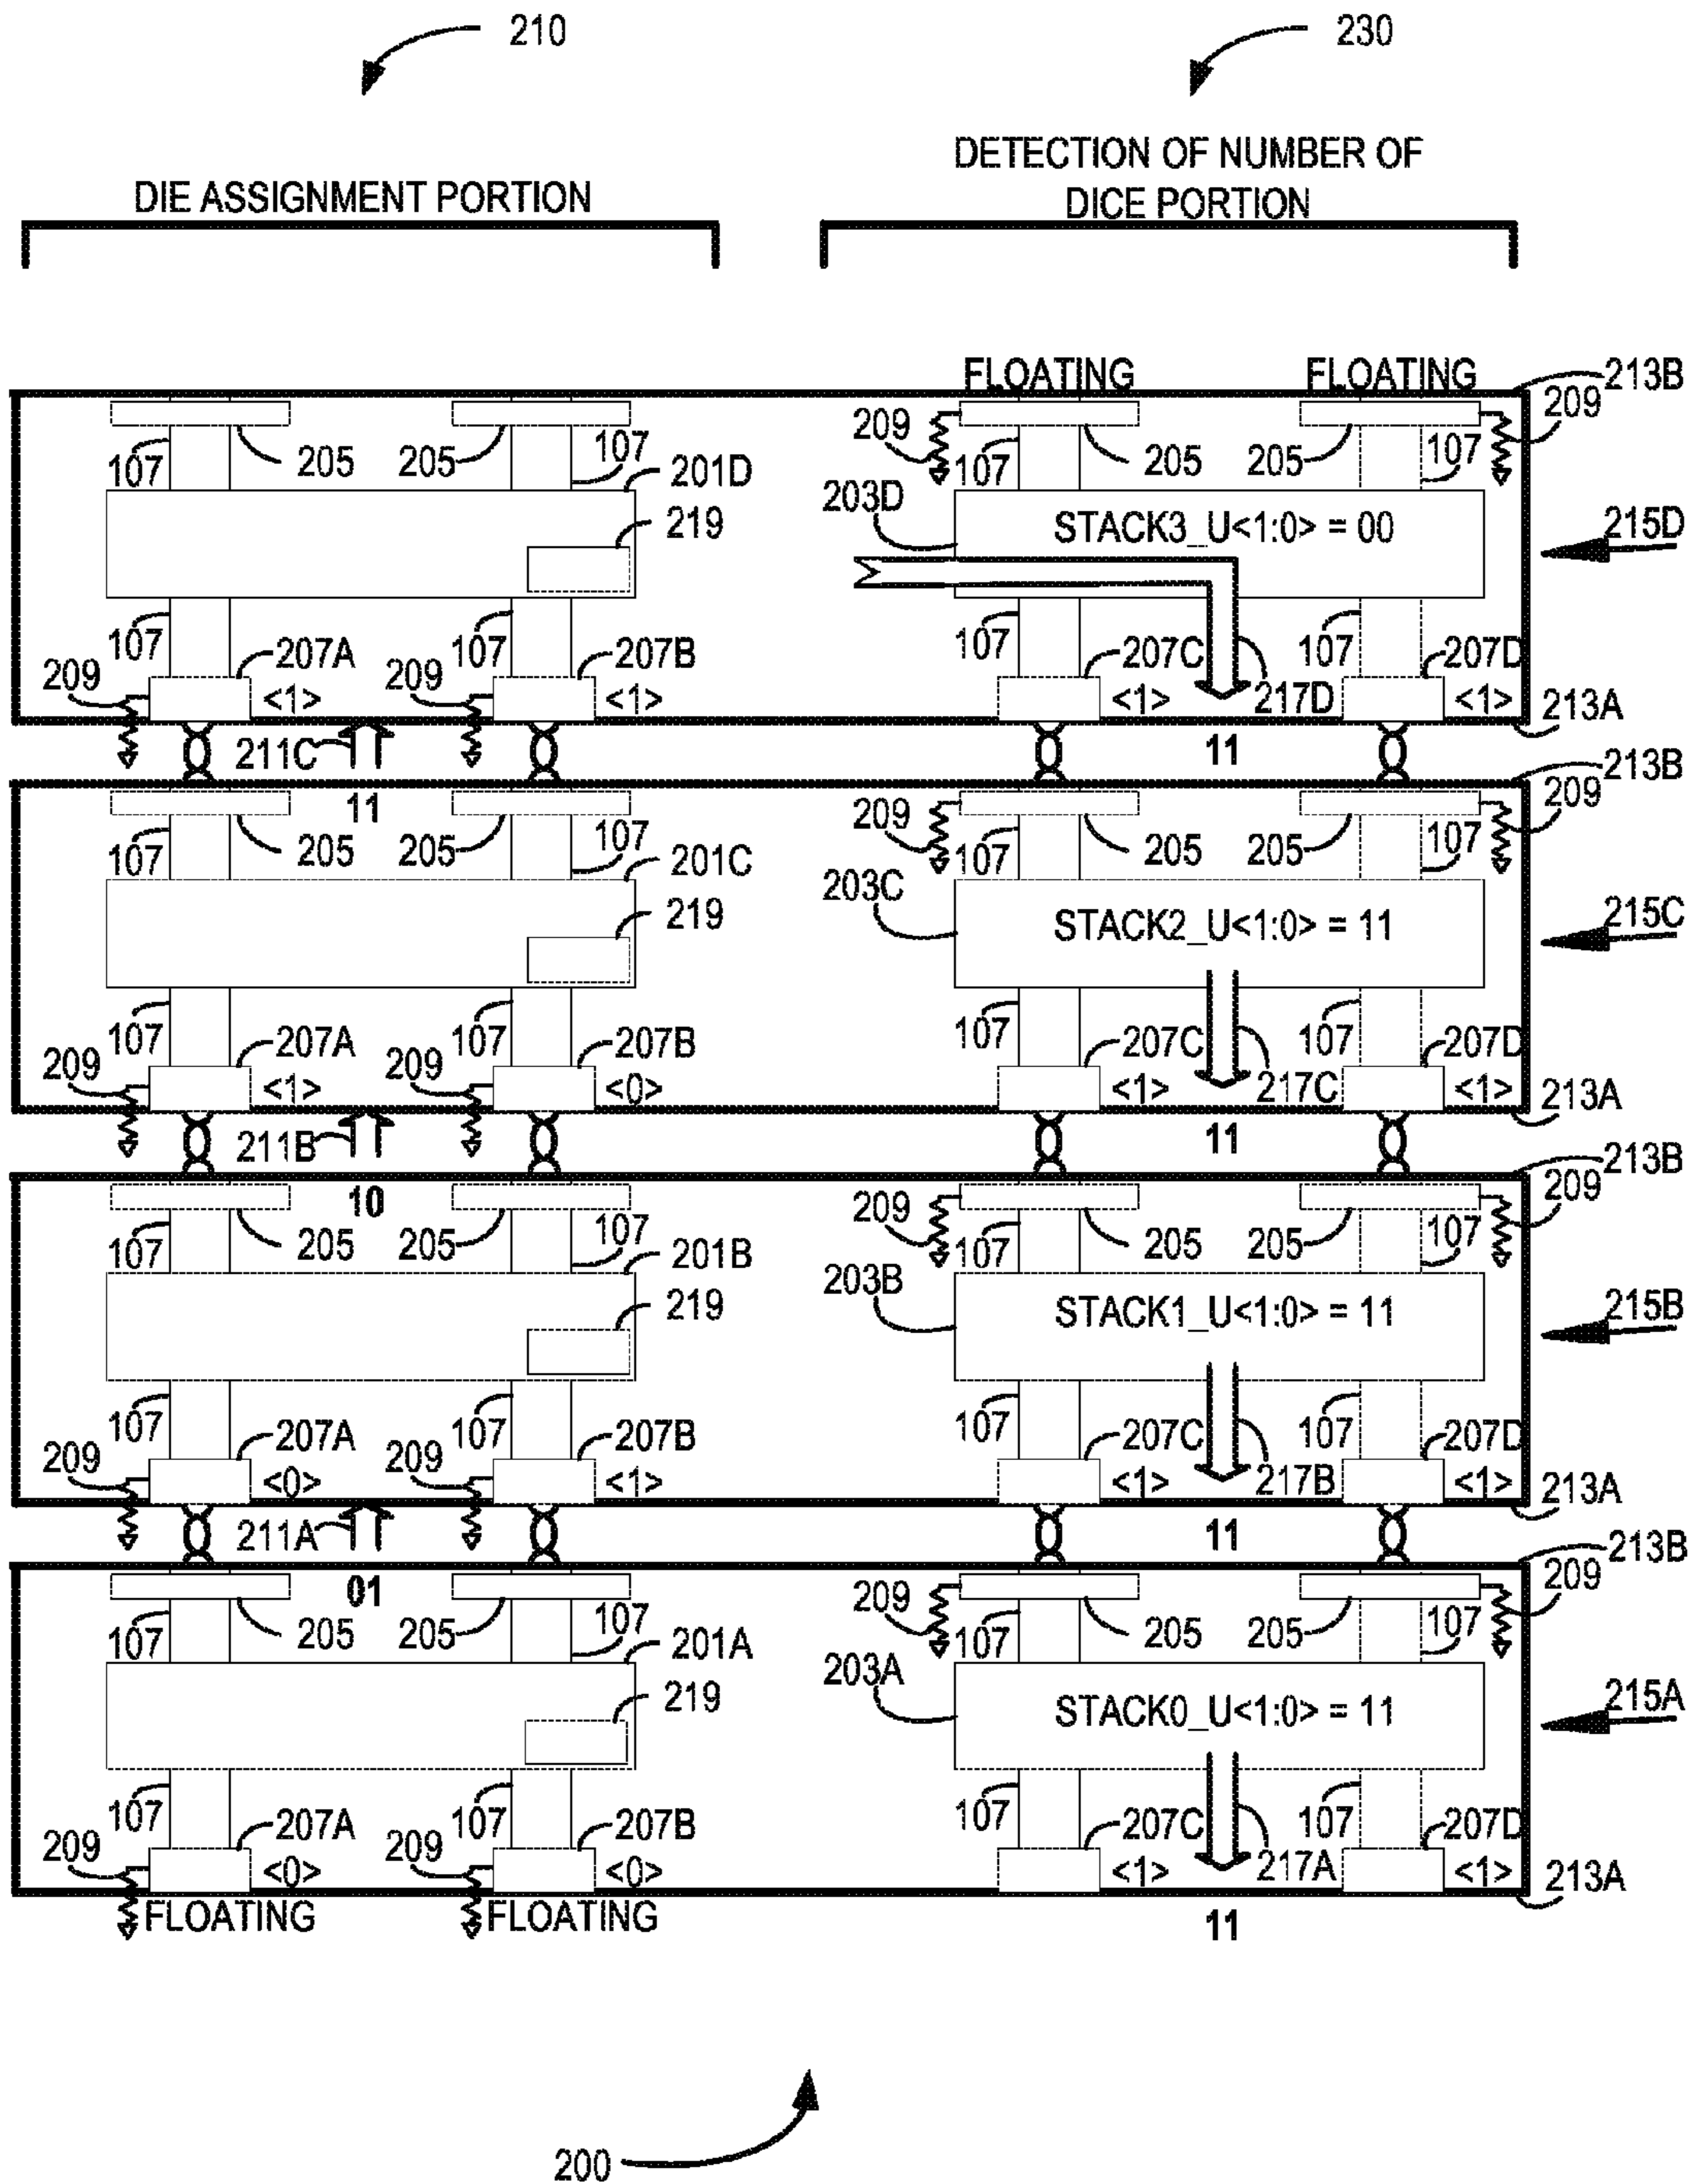 210 230
DETECTION OF NUMBER OF
DIE ASSIGNMENT PORTION DICE PORTION
FLOATING FLOATING 213B
209 209
107 205 205 107 201D 107 205 205 107
203D 215D
219 STACK3_U<1:0> = 00
107 207A 107 207B 107 207C 107 207D
209 <1> 209 <1> <1> 217D <1> 213A
211C 11
213B
11 209 209
107 205 205 107 201C 107 205 205 107
203C 215C
219 STACK2_U<1:0> = 11
107 207A 107 207B 107 207C 107 207D
209 <1> 209 <0> <1> 217C <1> 213A
211B 11
213B
10 209 209
107 205 205 107 201B 107 205 205 107
203B 215B
219 STACK1_U<1:0> = 11
107 207A 107 207B 107 207C 107 207D
209 <0> 209 <1> <1> 217B <1> 213A
211A 11
213B
01 209 209
107 205 205 107 201A 107 205 205 107
203A 215A
219 STACK0_U<1:0> = 11
107 207A 107 207B 107 207C 107 207D
209 <0> 209 <0> <1> 217A <1> 213A
FLOATING FLOATING 11
200